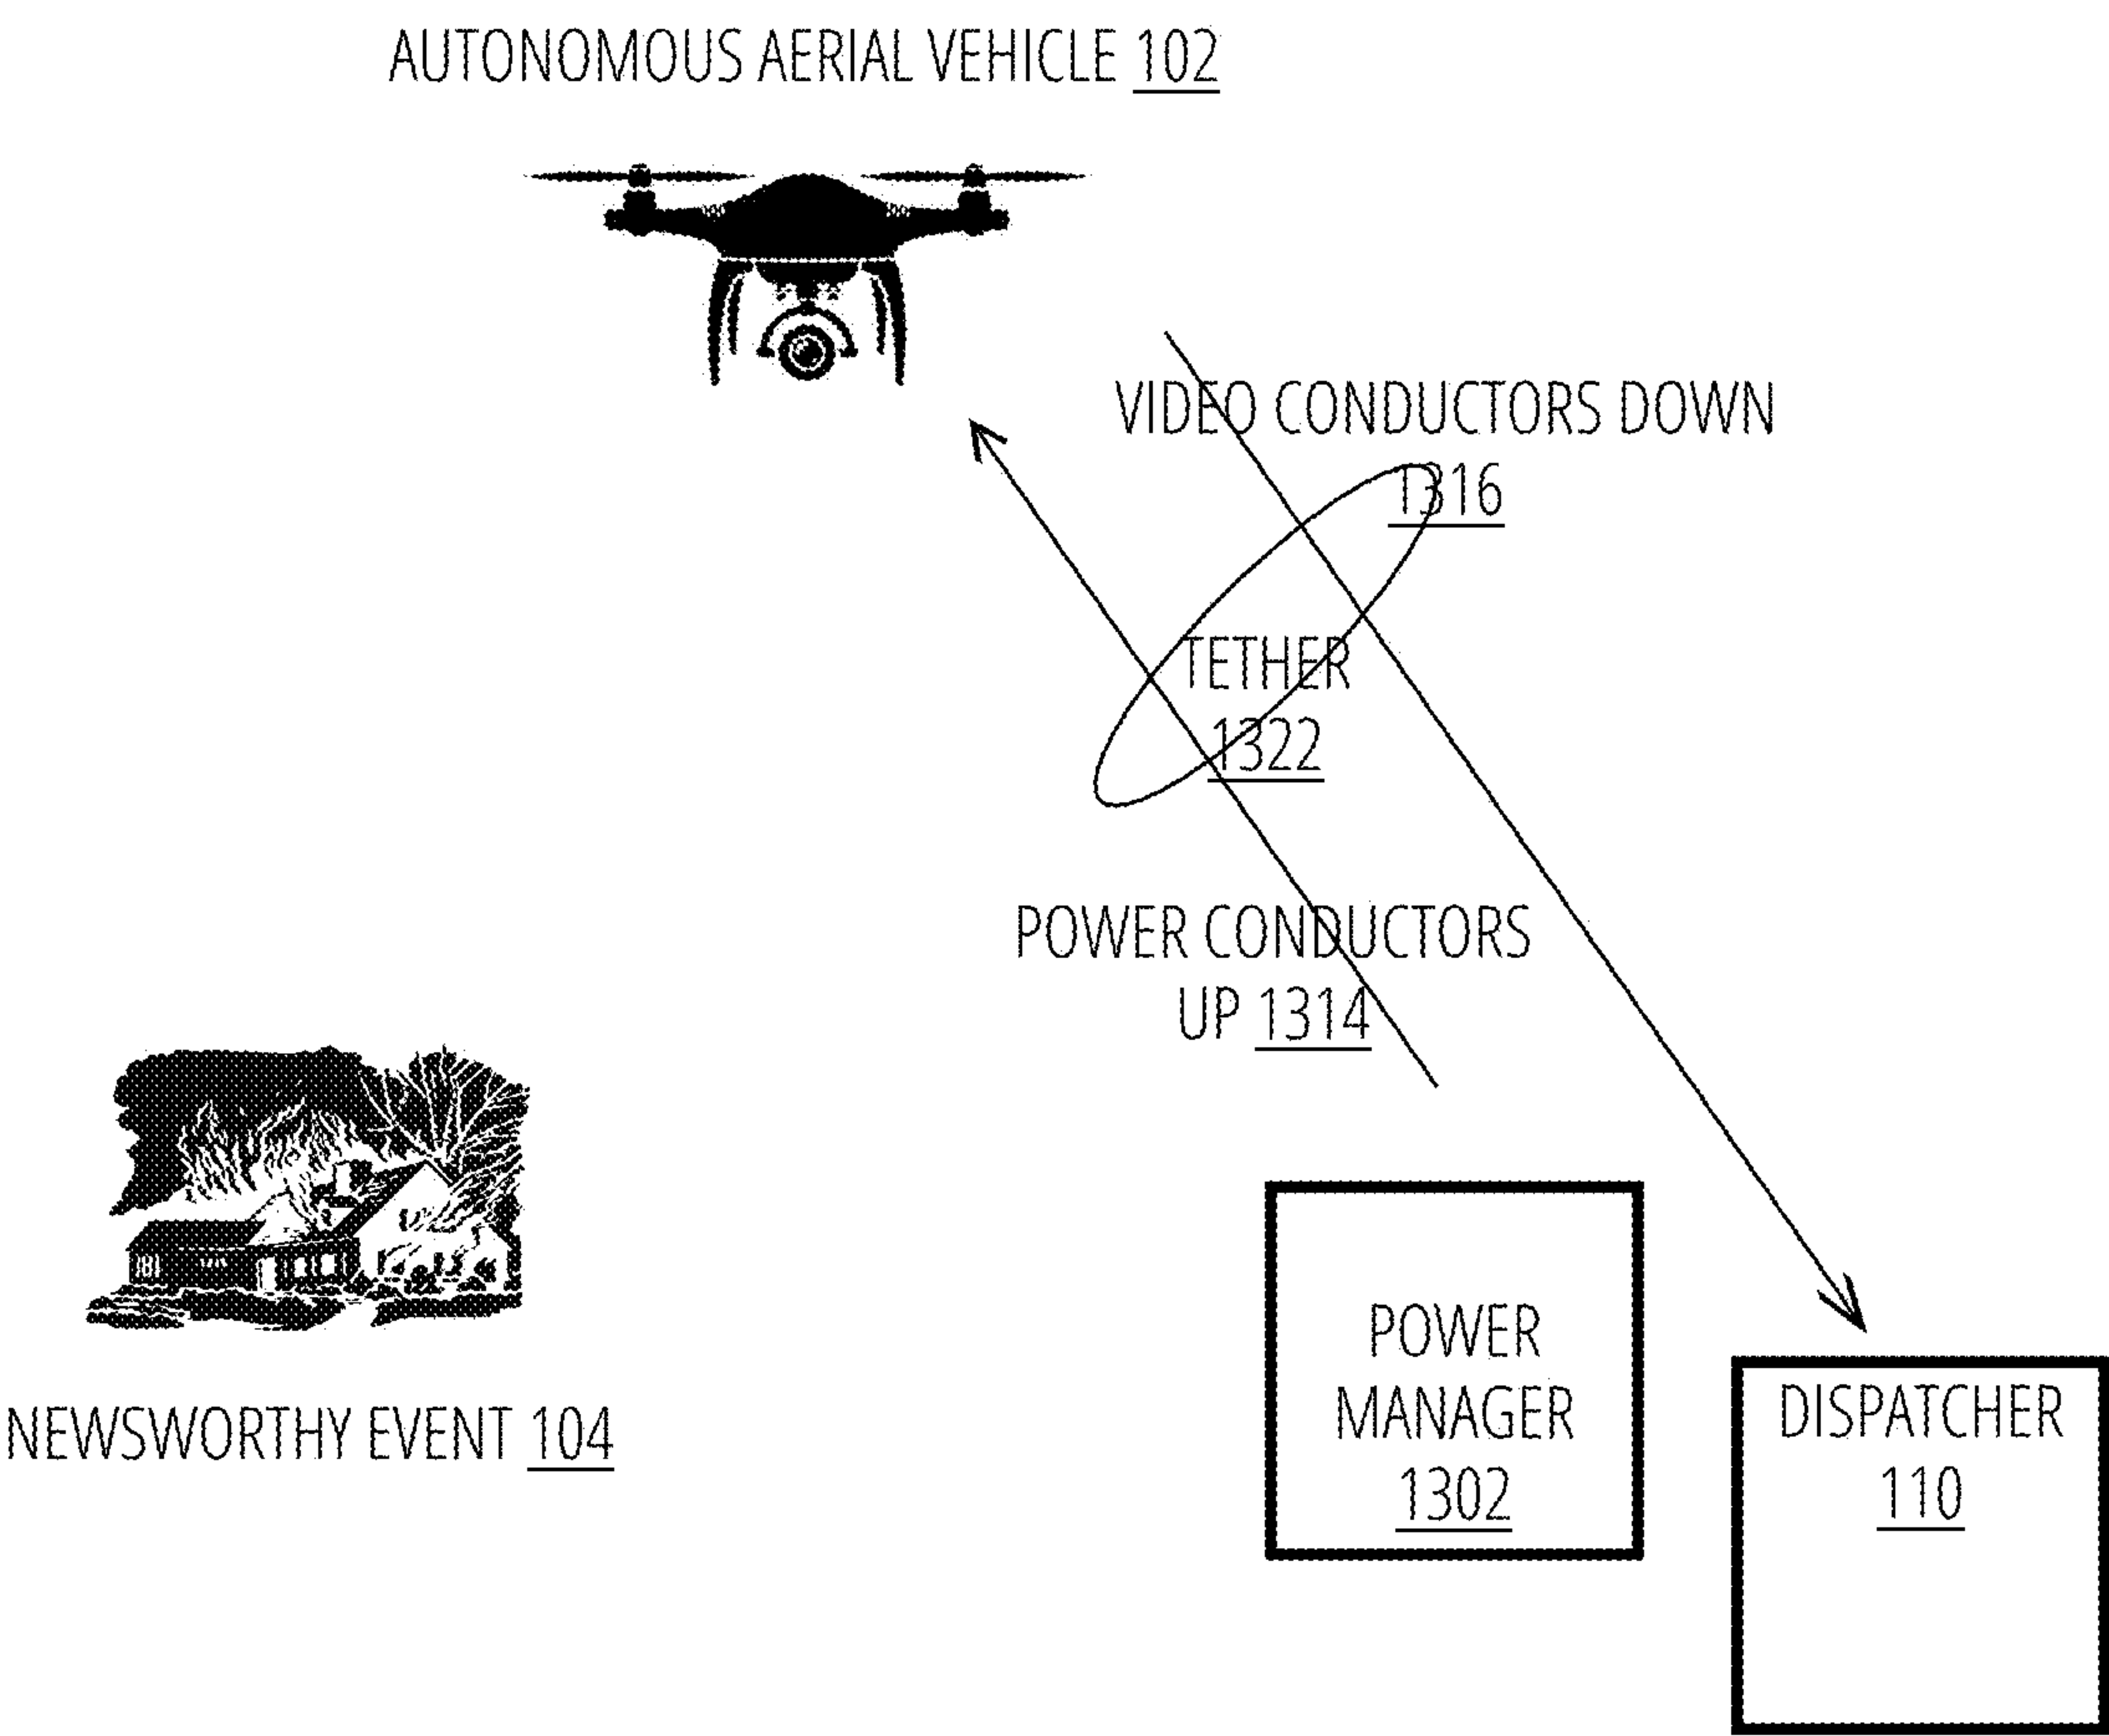 AUTONOMOUS AERIAL VEHICLE 102
VIDEO CONDUCTORS DOWN
1316
TETHER
1322
POWER CONDUCTORS
UP 1314
POWER
MANAGER
1302
DISPATCHER
110
NEWSWORTHY EVENT 104